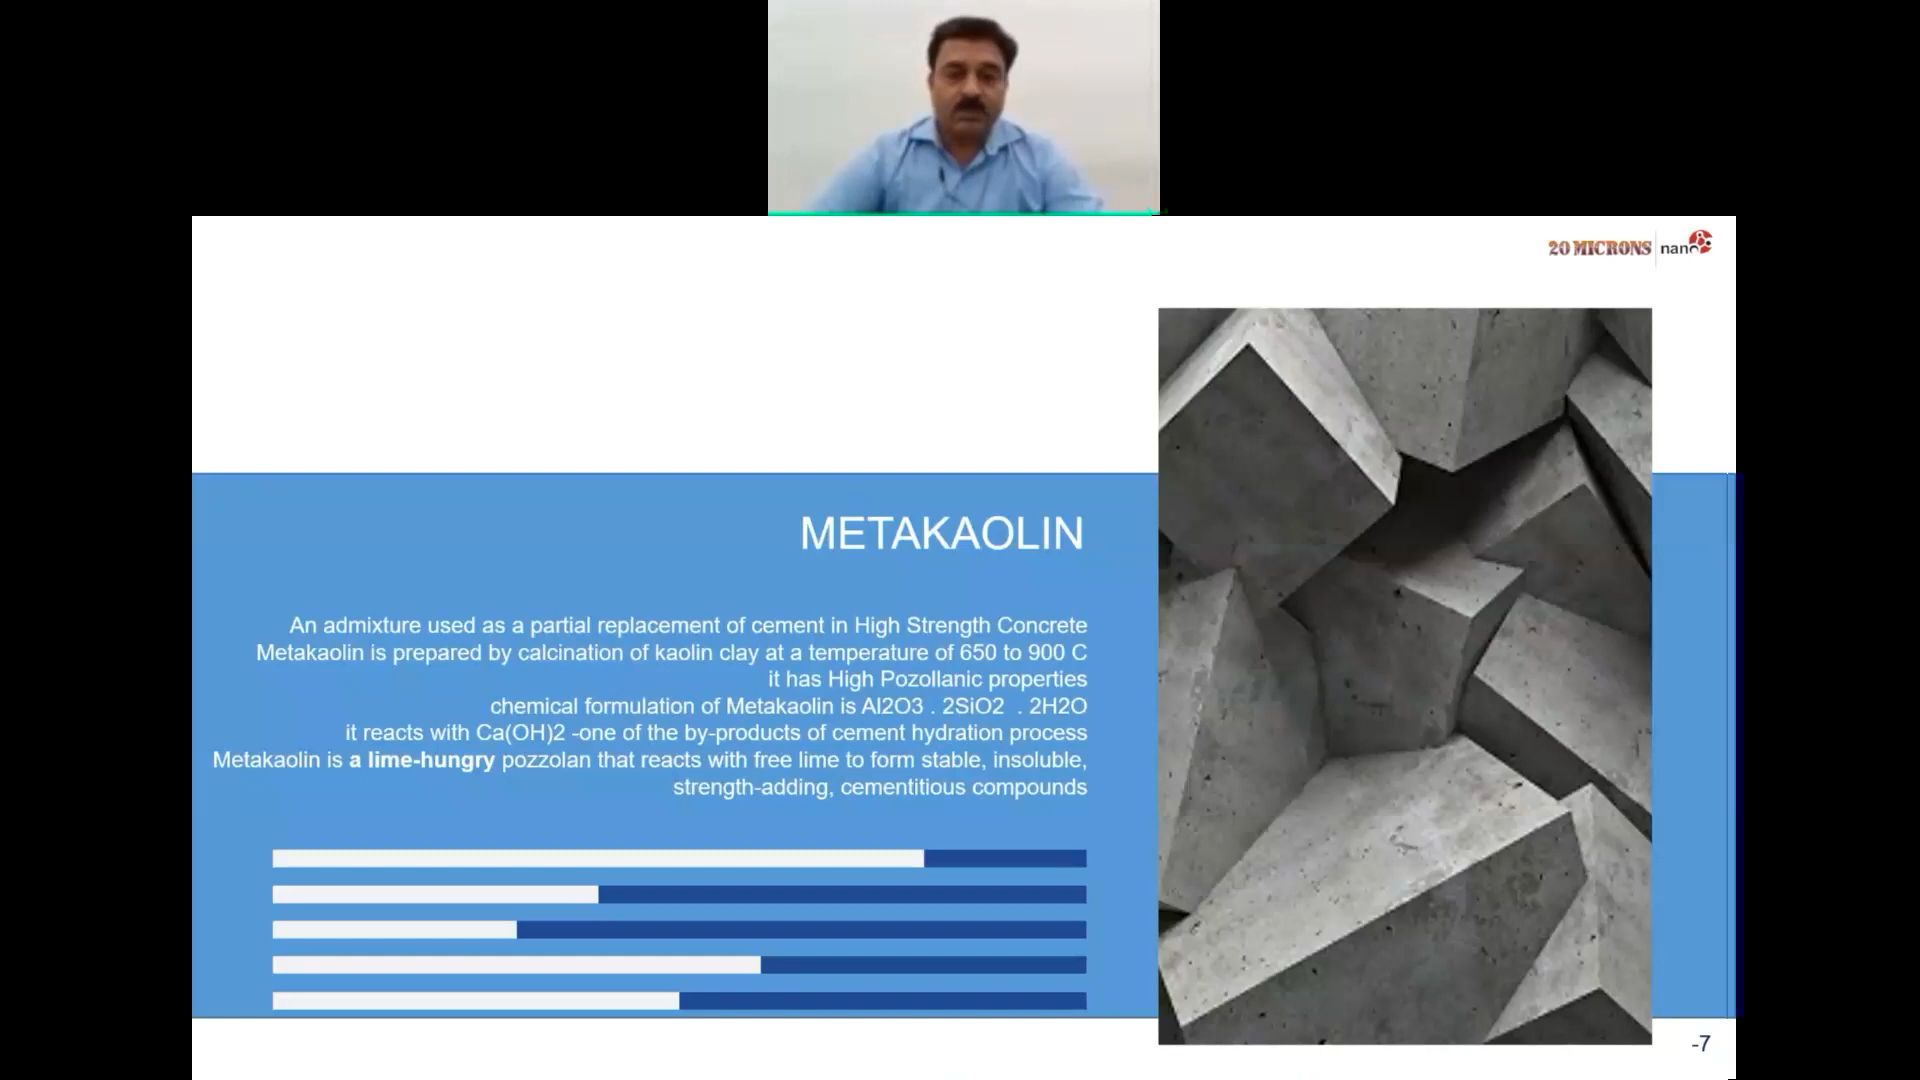 20 MICRONS nano
METAKAOLIN
An admixture used as a partial replacement of cement in High Strength Concrete
Metakaolin is prepared by calcination of kaolin clay at a temperature of 650 to 900 C
it has High Pozollanic properties
chemical formulation of Metakaolin is Al2O3 . 2SiO2 . 2H2O
it reacts with Ca(OH)2 -one of the by-products of cement hydration process
Metakaolin is a lime-hungry pozzolan that reacts with free lime to form stable, insoluble,
strength-adding, cementitious compounds
-7